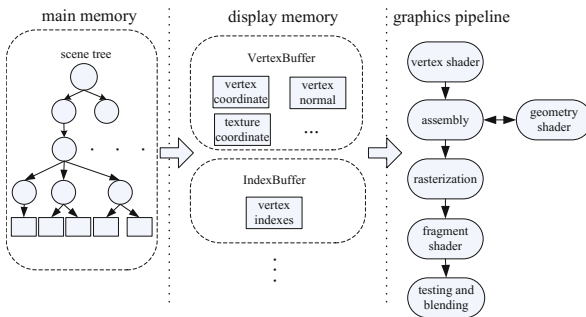 main memory
display memory
graphics pipeline
scene tree
. . .
VertexBuffer
vertex
coordinate
vertex
normal
texture
coordinate
...
IndexBuffer
vertex
indexes
vertex shader
assembly
geometry
shader
rasterization
fragment
shader
testing and
blending